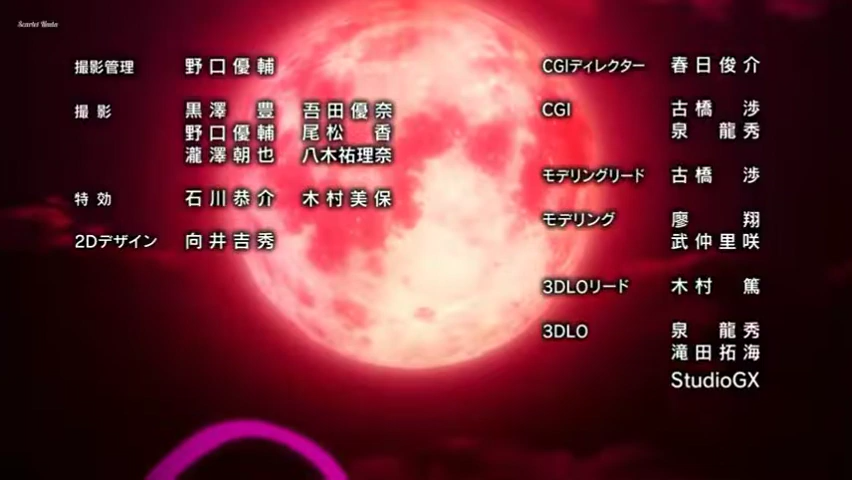 Scarlet Uauta
撮影管理 野口優輔
撮影 黒澤 豊 吾田優奈
野口優輔 尾松 香
瀧澤朝也 八木祐理奈
特効 石川恭介 木村美保
2Dデザイン 向井吉秀
CGIディレクター 春日俊介
CGI 古橋 渉
泉 龍秀
モデリングリード 古橋 渉
モデリング 廖 翔
武仲里咲
3DLOリード 木村 篤
3DLO 泉 龍秀
滝田拓海
StudioGX